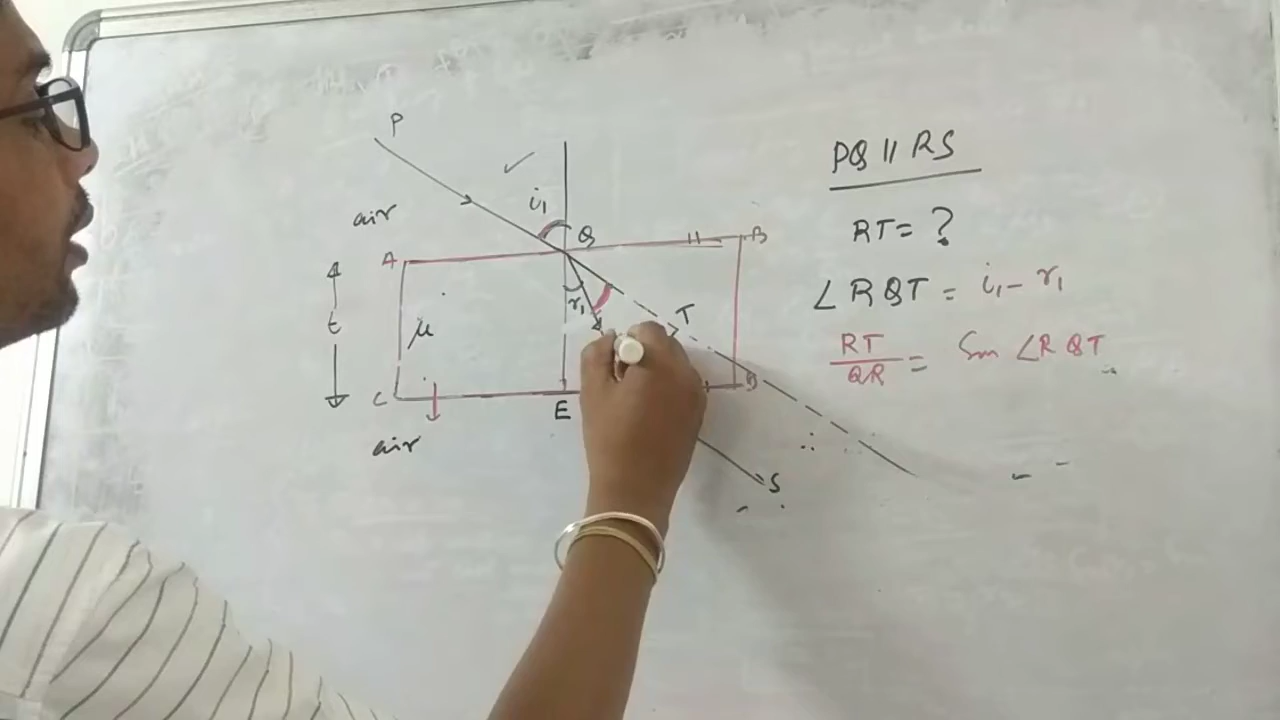 P
PQ || RS
i₁
air
Q
B
RT = ?
A
∠RQT = i₁ - r₁
r₁
T
t
μ
RT/QR = Sin ∠RQT
C
D
E
air
S